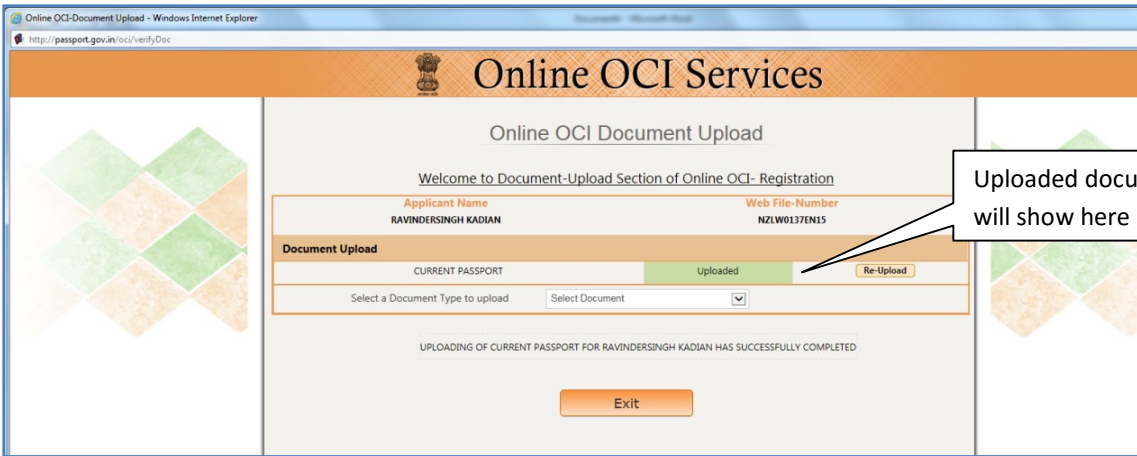 Online OCI-Document Upload - Windows Internet Explorer
http://passport.gov.in/oci/verifyDoc
Online OCI Services
Online OCI Document Upload
Welcome to Document-Upload Section of Online OCI- Registration
Applicant Name Web File-Number
RAVINDERSINGH KADIAN NZLW0137EN15
Uploaded docu
will show here
Document Upload
CURRENT PASSPORT Uploaded Re-Upload
Select a Document Type to upload Select Document
UPLOADING OF CURRENT PASSPORT FOR RAVINDERSINGH KADIAN HAS SUCCESSFULLY COMPLETED
Exit